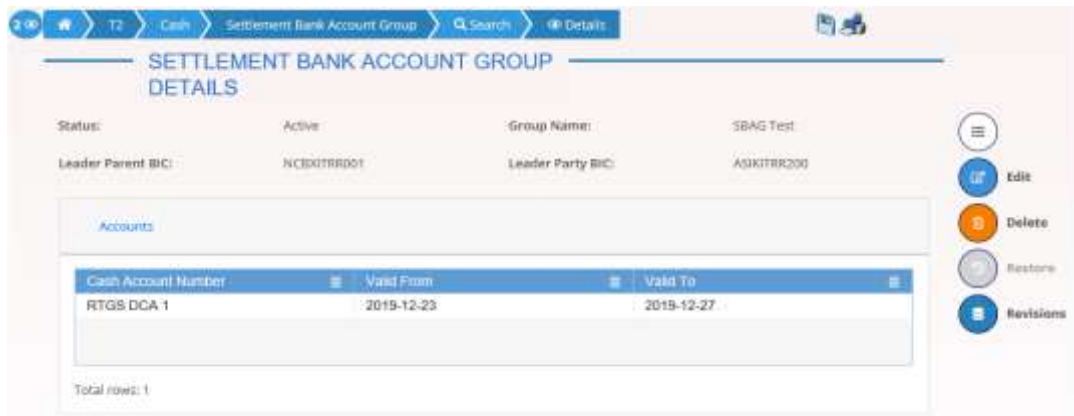 T2 Cash Settlement Bank Account Group Search Details
SETTLEMENT BANK ACCOUNT GROUP
DETAILS
Status: Active Group Name: SBAG Test
Leader Parent BIC: NCBXITRR001 Leader Party BIC: ASIKITRR200
Edit
Accounts
Delete
Restore
Cash Account Number Valid From Valid To
RTGS DCA 1 2019-12-23 2019-12-27
Revisions
Total rows: 1